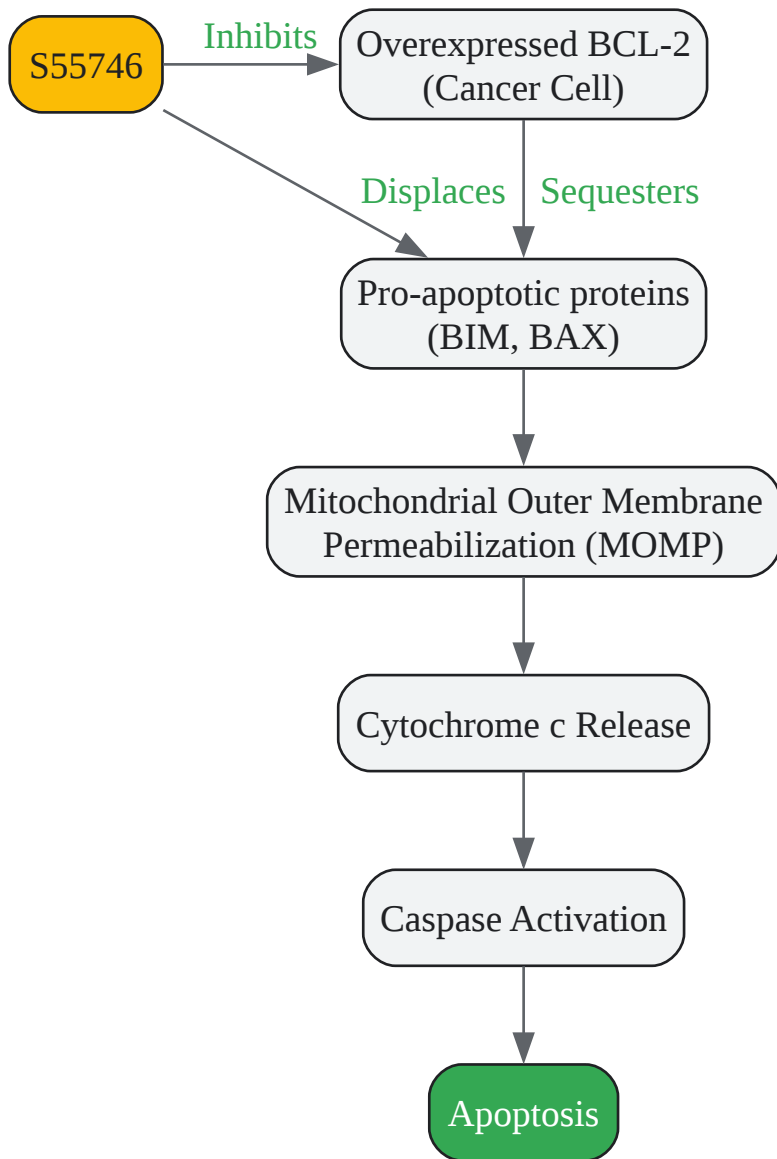 S55746
Inhibits
Overexpressed BCL-2
(Cancer Cell)
Displaces
Sequesters
Pro-apoptotic proteins
(BIM, BAX)
Mitochondrial Outer Membrane
Permeabilization (MOMP)
Cytochrome c Release
Caspase Activation
Apoptosis